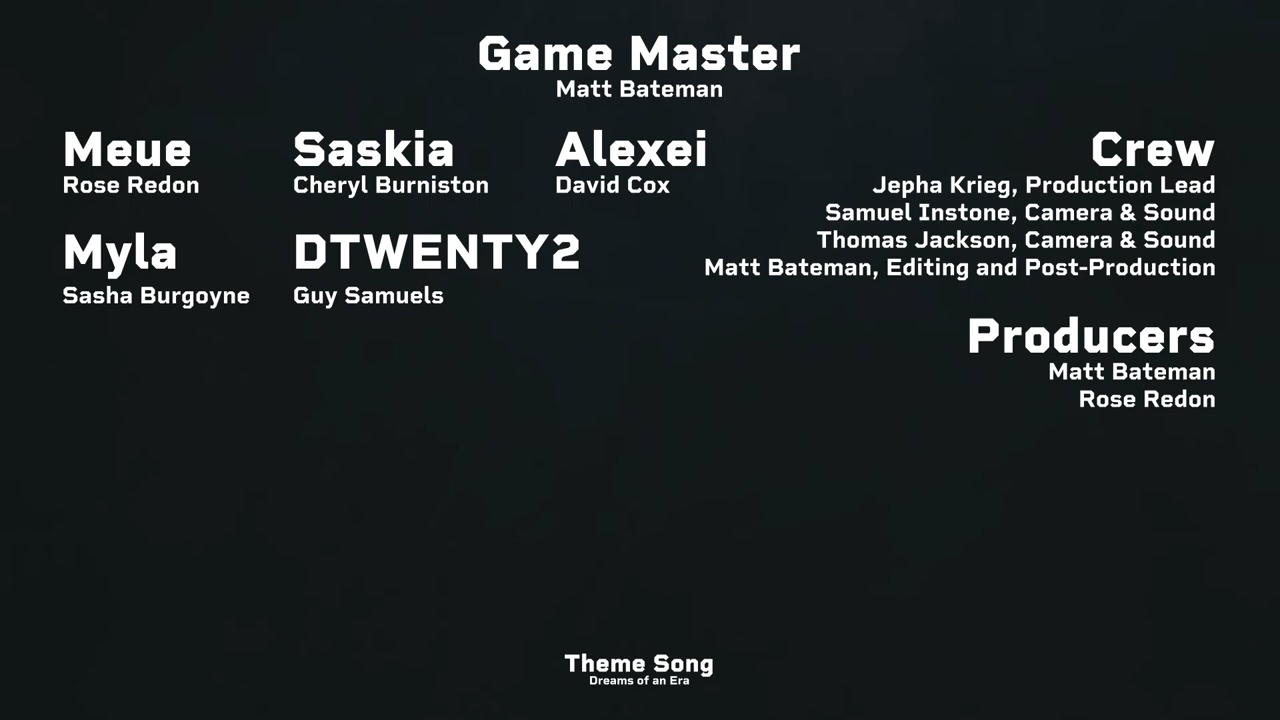 Game Master
Matt Bateman
Meue
Rose Redon
Saskia
Cheryl Burniston
Alexei
David Cox
Myla
Sasha Burgoyne
DTWENTY2
Guy Samuels
Crew
Jepha Krieg, Production Lead
Samuel Instone, Camera & Sound
Thomas Jackson, Camera & Sound
Matt Bateman, Editing and Post-Production
Producers
Matt Bateman
Rose Redon
Theme Song
Dreams of an Era